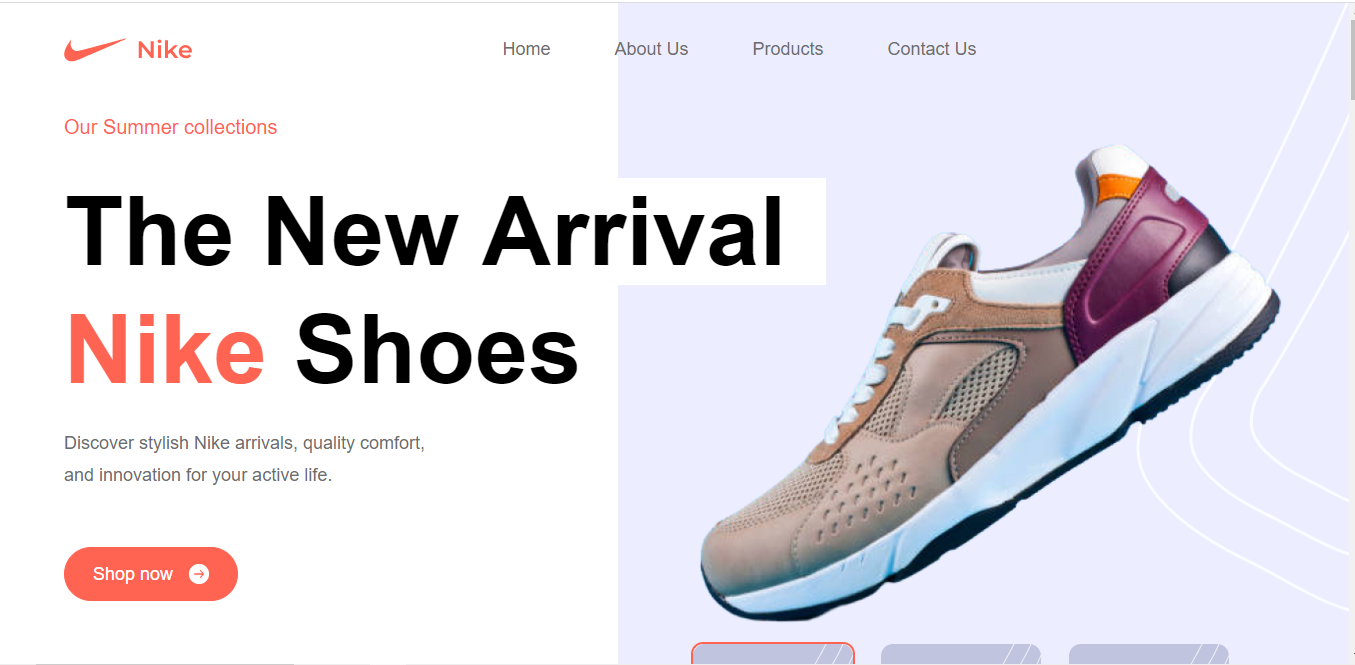 Nike
Home About Us Products Contact Us
Our Summer collections
The New Arrival
Nike Shoes
Discover stylish Nike arrivals, quality comfort,
and innovation for your active life.
Shop now